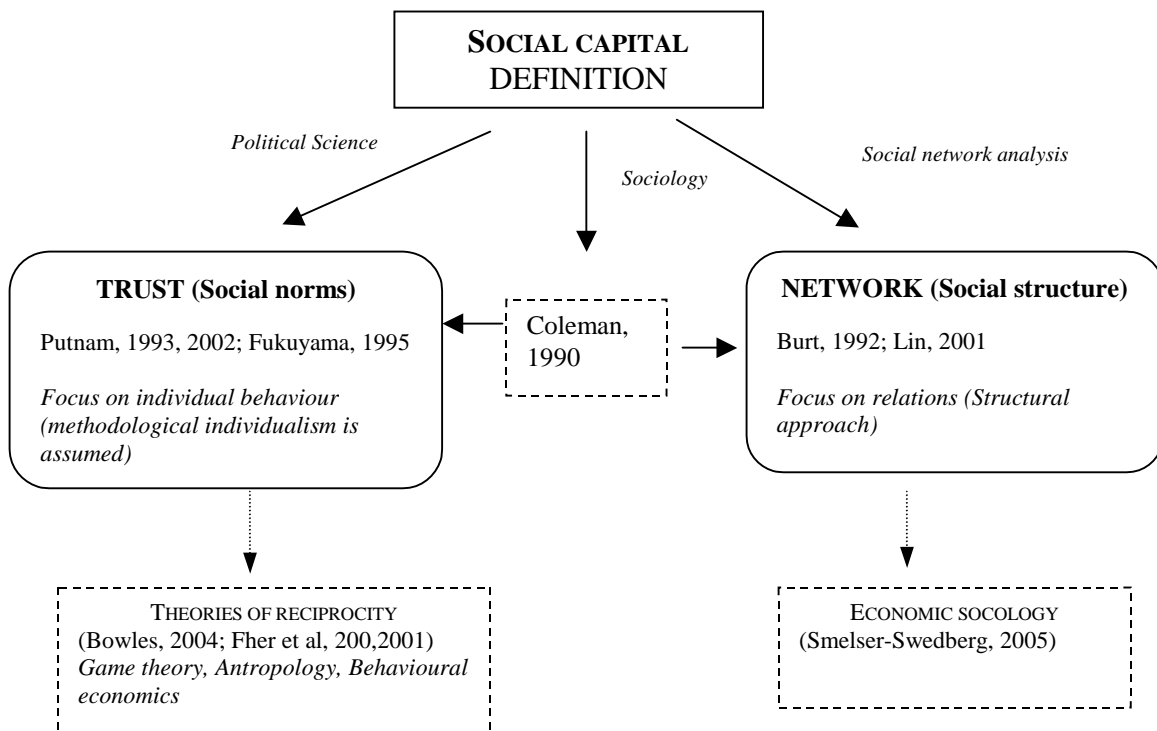 SOCIAL CAPITAL
DEFINITION
Political Science
Sociology
Social network analysis
TRUST (Social norms)
Putnam, 1993, 2002; Fukuyama, 1995
Focus on individual behaviour
(methodological individualism is
assumed)
Coleman,
1990
NETWORK (Social structure)
Burt, 1992; Lin, 2001
Focus on relations (Structural
approach)
THEORIES OF RECIPROCITY
(Bowles, 2004; Fher et al, 200,2001)
Game theory, Antropology, Behavioural
economics
ECONOMIC SOCOLOGY
(Smelser-Swedberg, 2005)